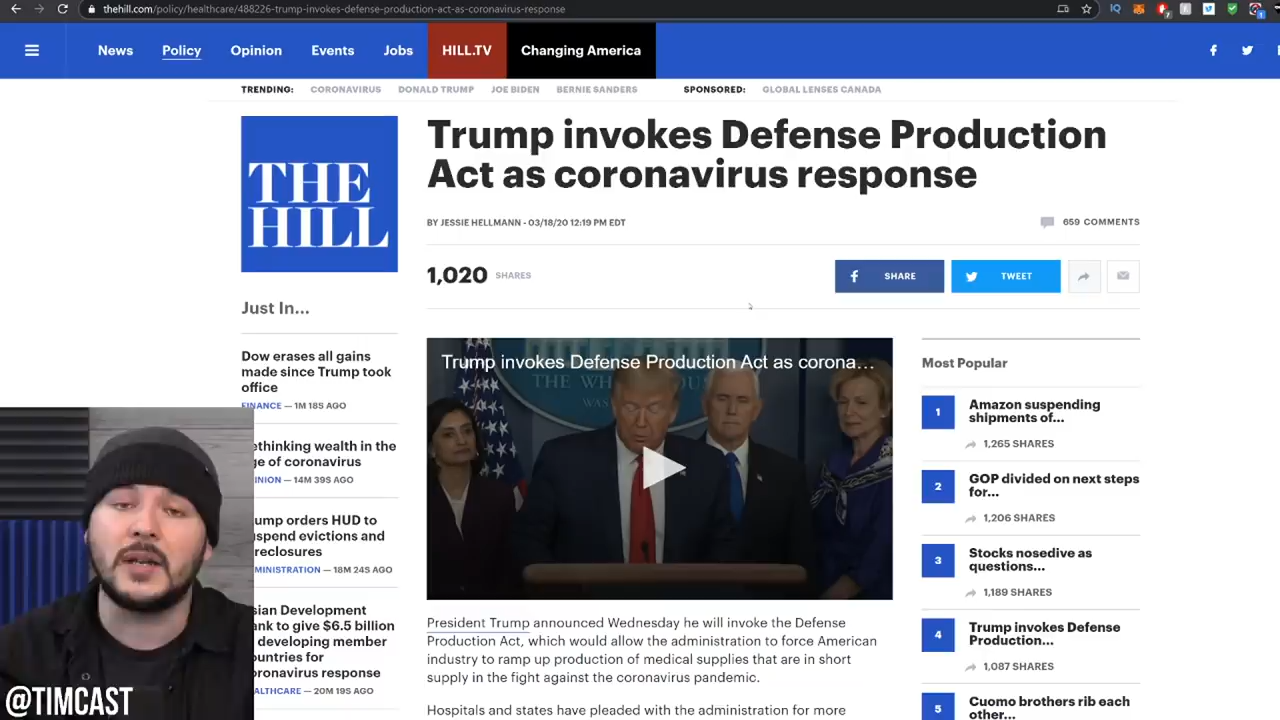 thehill.com/policy/healthcare/488226-trump-invokes-defense-production-act-as-coronavirus-response
News Policy Opinion Events Jobs HILL.TV Changing America
TRENDING: CORONAVIRUS DONALD TRUMP JOE BIDEN BERNIE SANDERS SPONSORED: GLOBAL LENSES CANADA
THE
HILL
Trump invokes Defense Production
Act as coronavirus response
BY JESSIE HELLMANN - 03/18/20 12:19 PM EDT
659 COMMENTS
1,020 SHARES
SHARE
TWEET
Just In...
Dow erases all gains
made since Trump took
office
FINANCE — 1M 18S AGO
ethinking wealth in the
ge of coronavirus
INION — 14M 39S AGO
ump orders HUD to
spend evictions and
reclosures
MINISTRATION — 18M 24S AGO
sian Development
nk to give $6.5 billion
developing member
ountries for
ronavirus response
ALTHCARE — 20M 19S AGO
@TIMCAST
Trump invokes Defense Production Act as corona...
THE WH
WAS
President Trump announced Wednesday he will invoke the Defense
Production Act, which would allow the administration to force American
industry to ramp up production of medical supplies that are in short
supply in the fight against the coronavirus pandemic.
Hospitals and states have pleaded with the administration for more
Most Popular
1
Amazon suspending
shipments of...
1,265 SHARES
2
GOP divided on next steps
for...
1,206 SHARES
3
Stocks nosedive as
questions...
1,189 SHARES
4
Trump invokes Defense
Production...
1,087 SHARES
5
Cuomo brothers rib each
other...